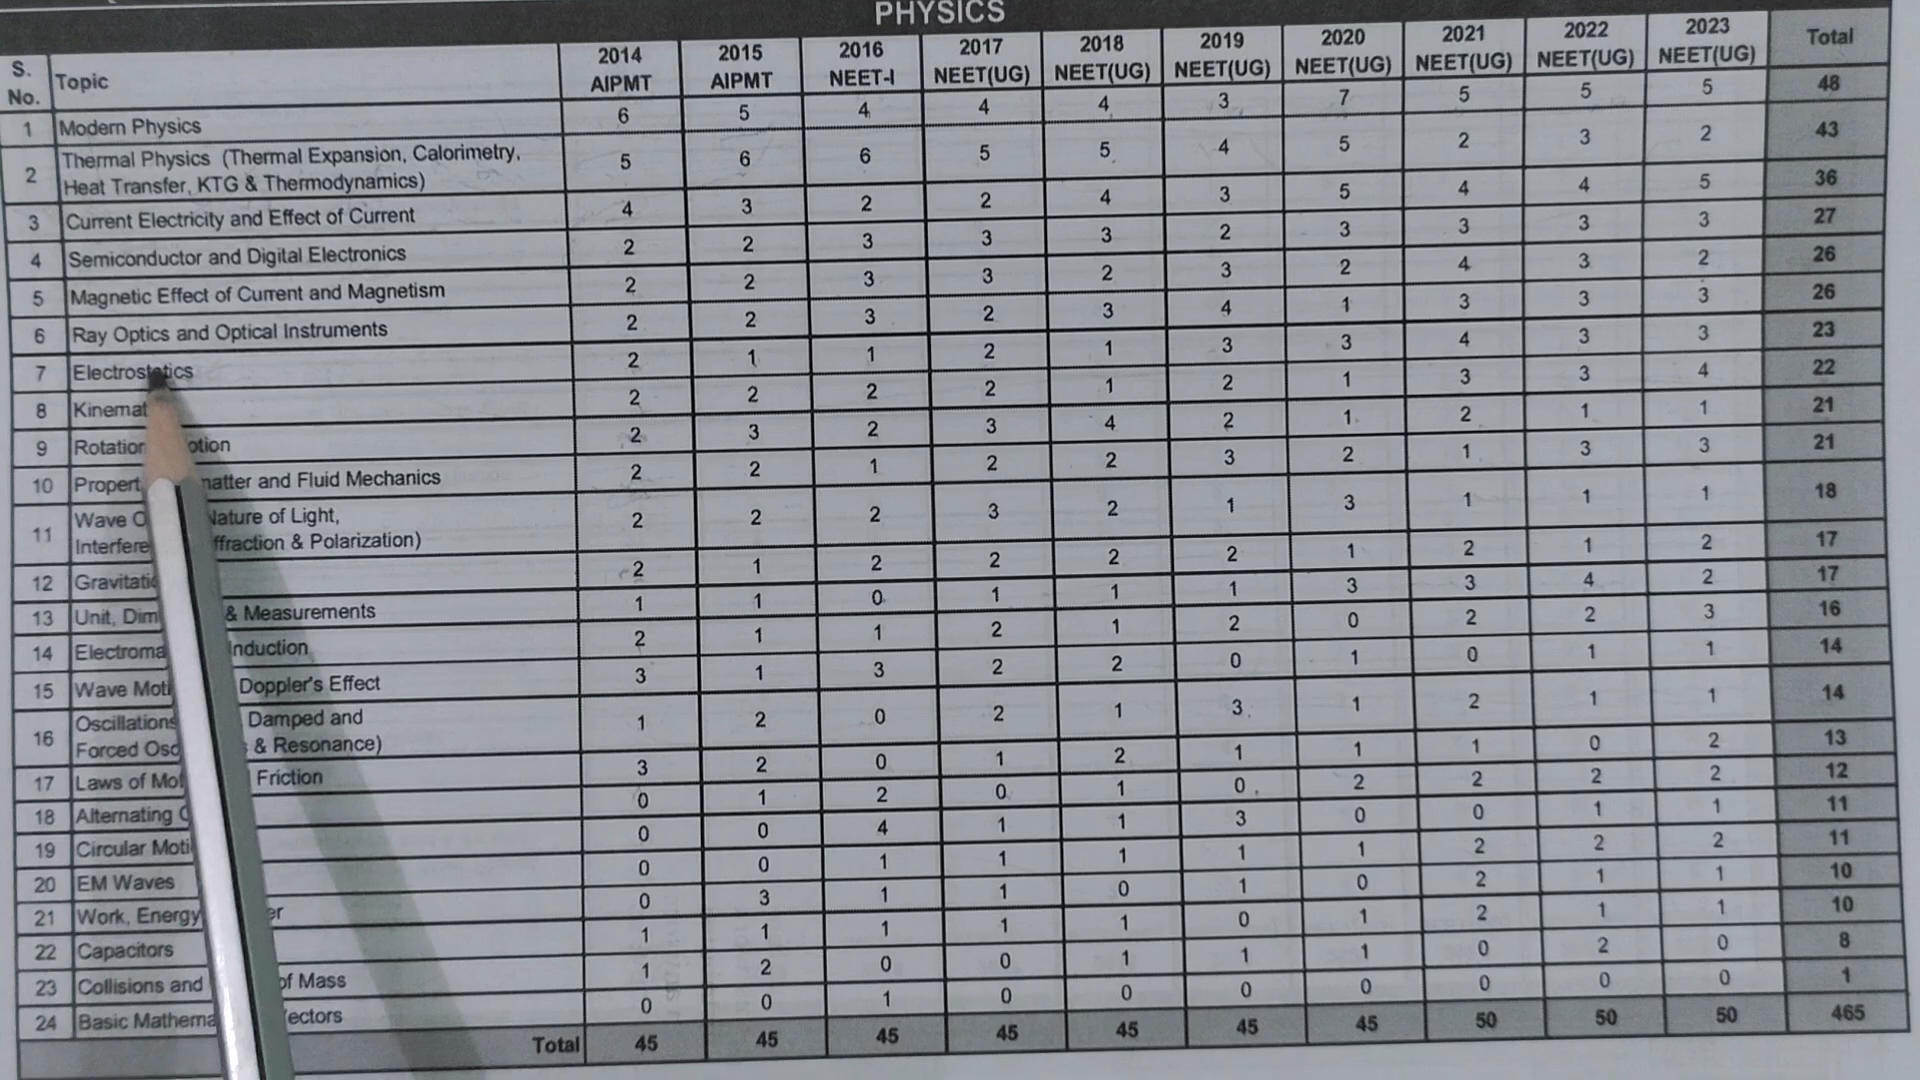 PHYSICS
S. No. Topic 2014 AIPMT 2015 AIPMT 2016 NEET-I 2017 NEET(UG) 2018 NEET(UG) 2019 NEET(UG) 2020 NEET(UG) 2021 NEET(UG) 2022 NEET(UG) 2023 NEET(UG) Total
1 Modern Physics 6 5 4 4 4 3 7 5 5 5 48
2 Thermal Physics (Thermal Expansion, Calorimetry,
Heat Transfer, KTG & Thermodynamics) 5 6 6 5 5 4 5 2 3 2 43
3 Current Electricity and Effect of Current 4 3 2 2 4 3 5 4 4 5 36
4 Semiconductor and Digital Electronics 2 2 3 3 3 2 3 3 3 3 27
5 Magnetic Effect of Current and Magnetism 2 2 3 3 2 3 2 4 3 2 26
6 Ray Optics and Optical Instruments 2 2 3 2 3 4 1 3 3 3 26
7 Electrostatics 2 1 1 2 1 3 3 4 3 3 23
8 2 2 2 2 1 2 1 3 3 4 22
9 2 3 2 3 4 2 1 2 1 1 21
10 matter and Fluid Mechanics 2 2 1 2 2 3 2 1 3 3 21
11 Wave Nature of Light,
& Polarization) 2 2 2 3 2 1 3 1 1 1 18
12 2 1 2 2 2 2 1 2 1 2 17
13 Unit, & Measurements 1 1 0 1 1 1 3 3 4 2 17
14 Induction 2 1 1 2 1 2 0 2 2 3 16
15 Wave Doppler's Effect 3 1 3 2 2 0 1 0 1 1 14
16 Damped and
Forced & Resonance) 1 2 0 2 1 3 1 2 1 1 14
17 Laws of Friction 3 2 0 1 2 1 1 1 0 2 13
18 Alternating 0 1 2 0 1 0 2 2 2 2 12
19 Circular 0 0 4 1 1 3 0 0 1 1 11
20 EM Waves 0 0 1 1 1 1 1 2 2 2 11
21 Work, Energy 0 3 1 1 0 1 0 2 1 1 10
22 Capacitors 1 1 1 1 1 0 1 2 1 1 10
23 Collisions and of Mass 1 2 0 0 1 1 1 0 2 0 8
24 Basic 0 0 1 0 0 0 0 0 0 0 1
Total 45 45 45 45 45 45 45 50 50 50 465